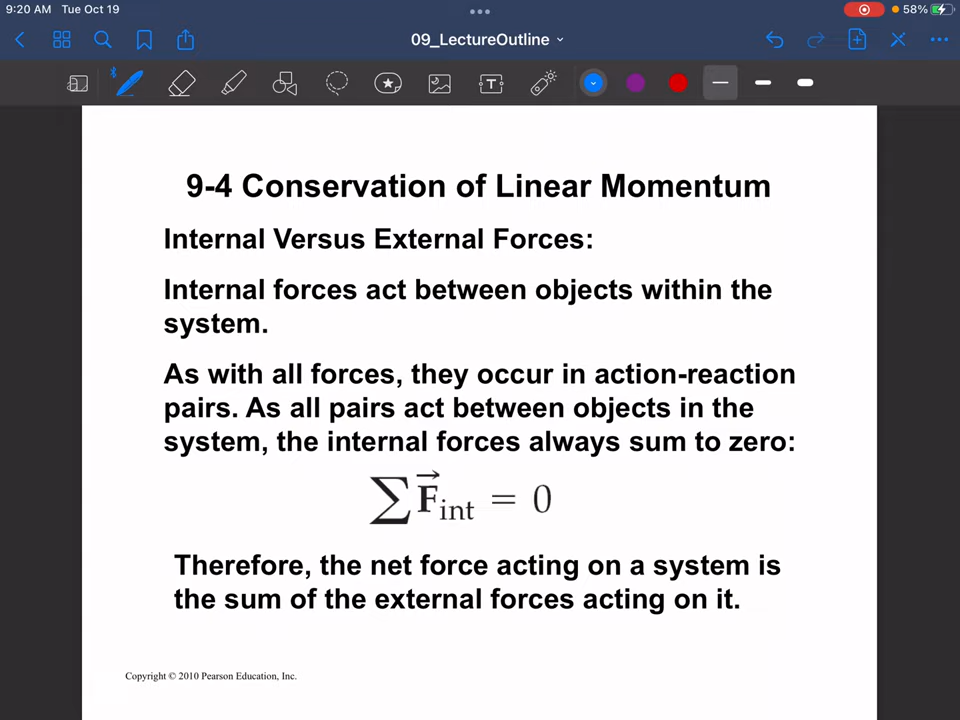 9:20 AM Tue Oct 19
58%
09_LectureOutline
T
9-4 Conservation of Linear Momentum
Internal Versus External Forces:
Internal forces act between objects within the
system.
As with all forces, they occur in action-reaction
pairs. As all pairs act between objects in the
system, the internal forces always sum to zero:
∑F⃗int = 0
Therefore, the net force acting on a system is
the sum of the external forces acting on it.
Copyright © 2010 Pearson Education, Inc.